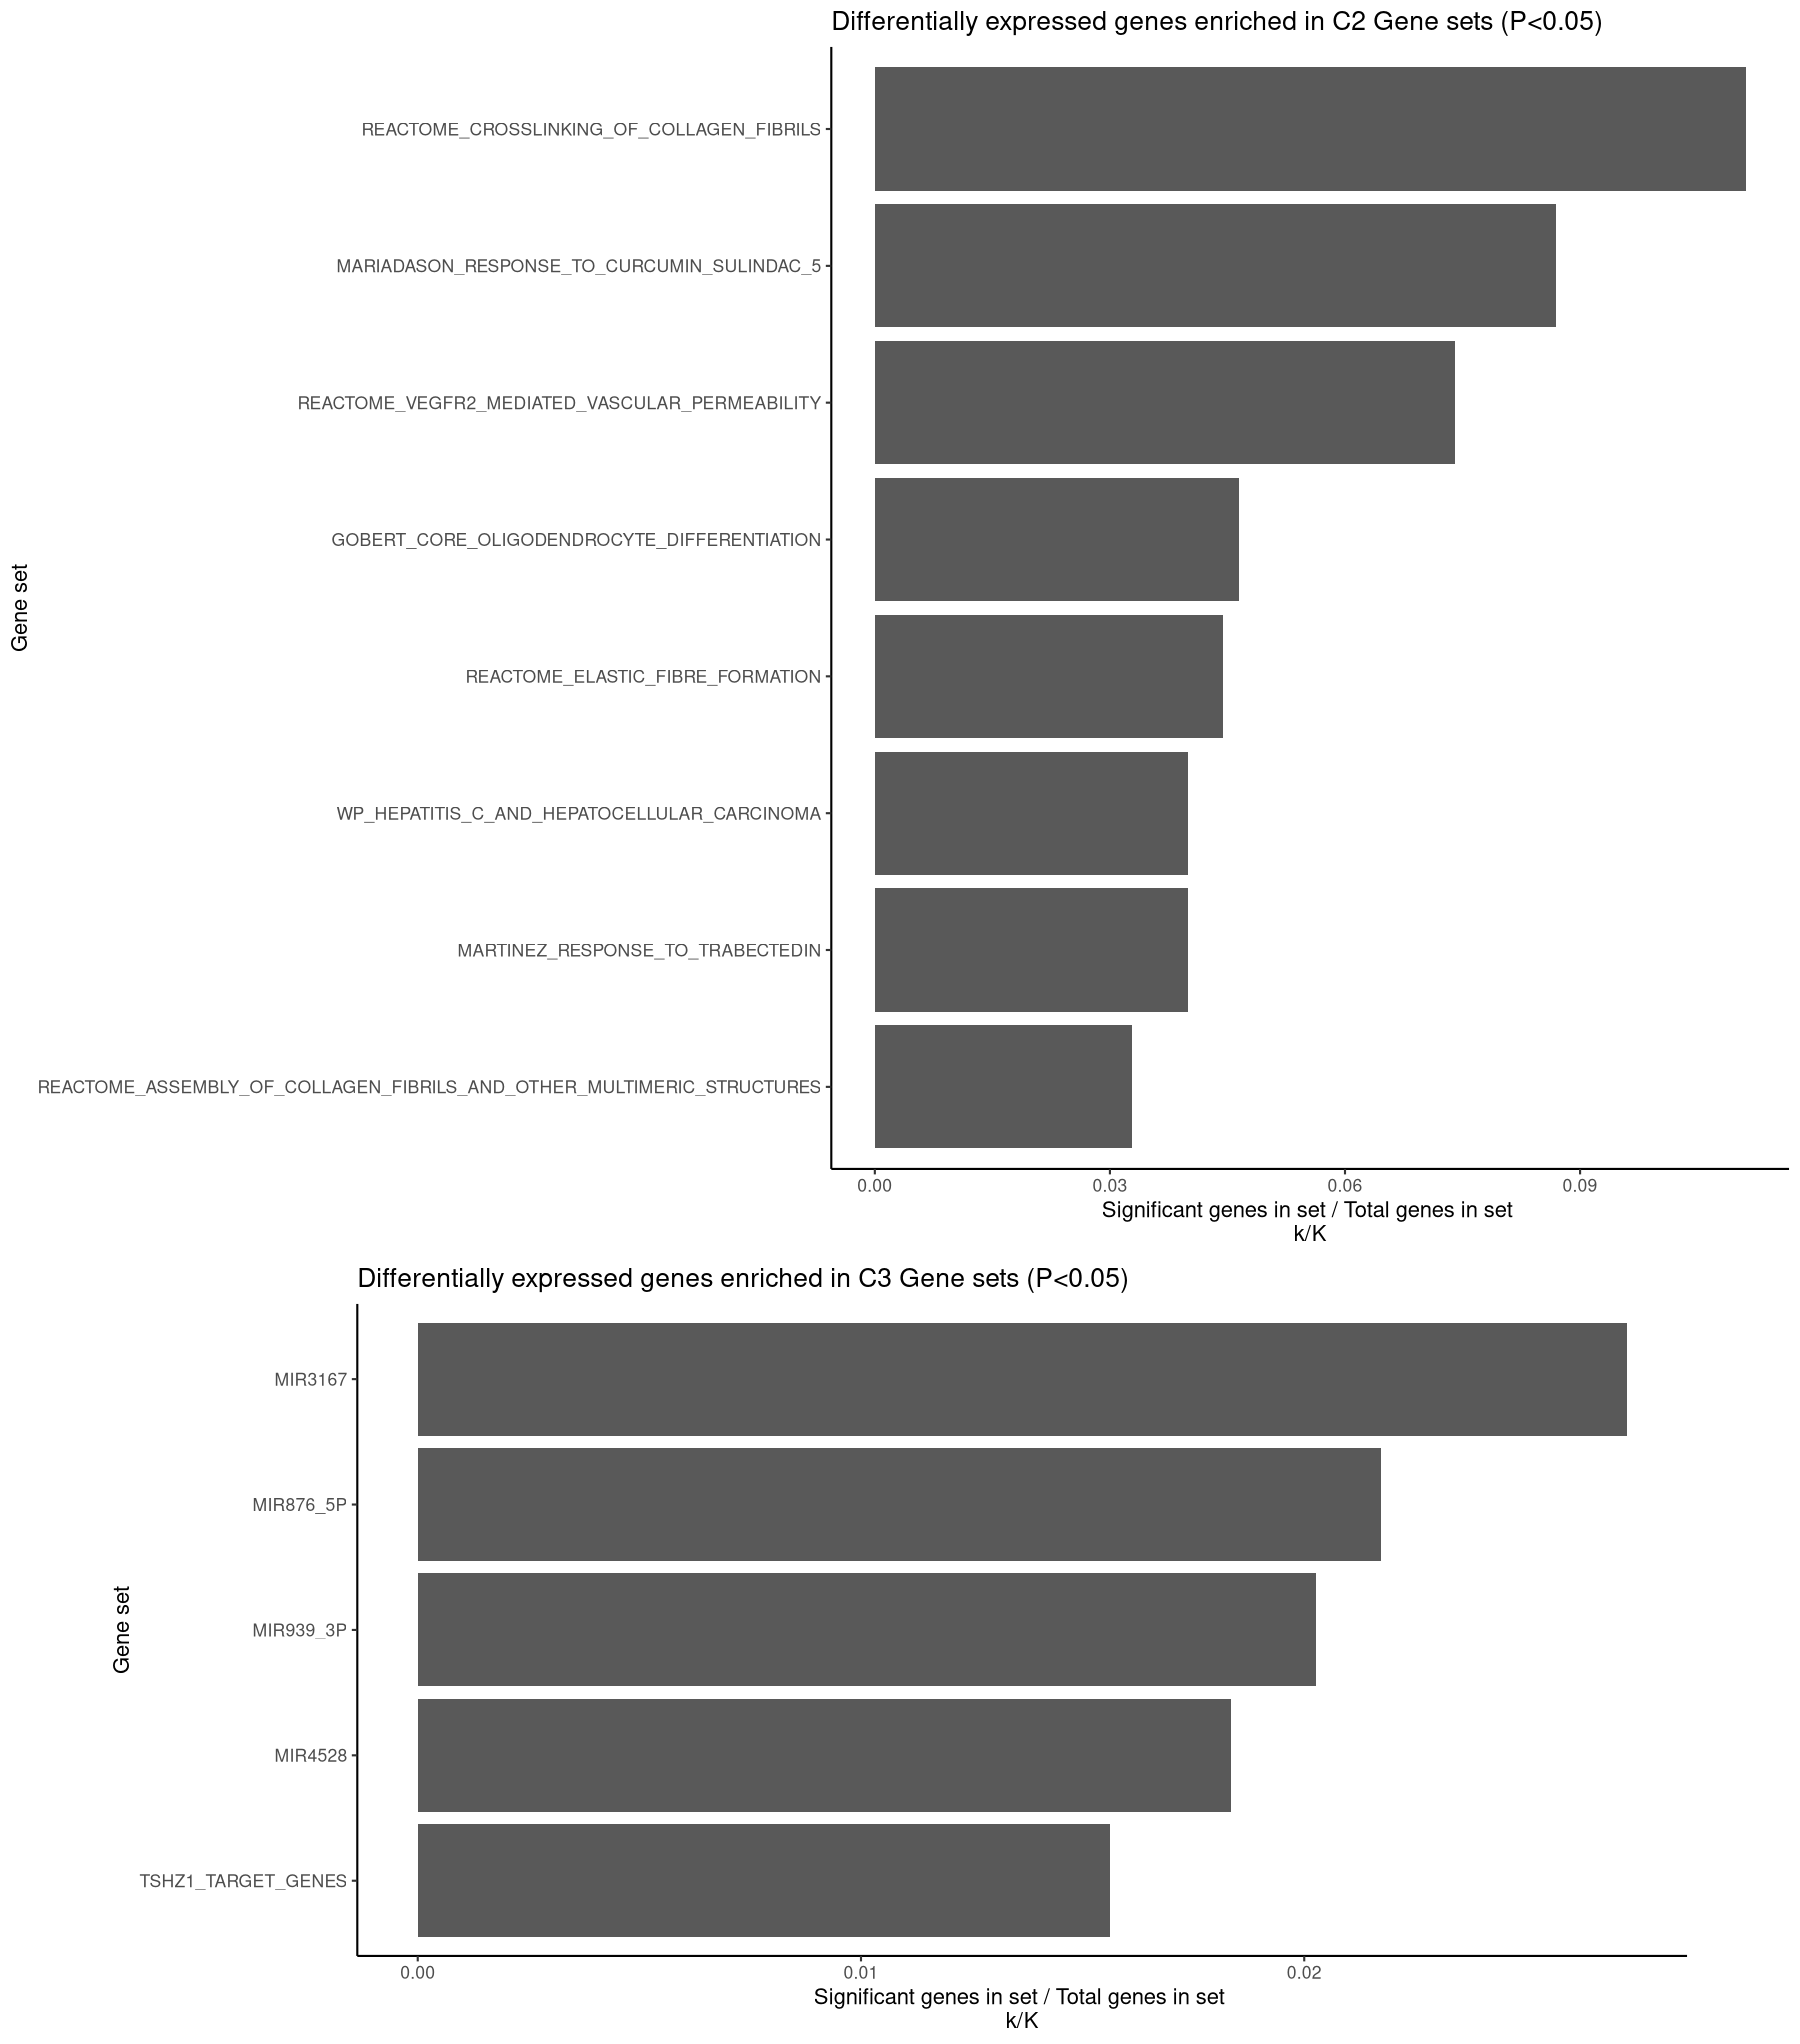 Differentially expressed genes enriched in C2 Gene sets (P<0.05)
Gene set
REACTOME_CROSSLINKING_OF_COLLAGEN_FIBRILS
MARIADASON_RESPONSE_TO_CURCUMIN_SULINDAC_5
REACTOME_VEGFR2_MEDIATED_VASCULAR_PERMEABILITY
GOBERT_CORE_OLIGODENDROCYTE_DIFFERENTIATION
REACTOME_ELASTIC_FIBRE_FORMATION
WP_HEPATITIS_C_AND_HEPATOCELLULAR_CARCINOMA
MARTINEZ_RESPONSE_TO_TRABECTEDIN
REACTOME_ASSEMBLY_OF_COLLAGEN_FIBRILS_AND_OTHER_MULTIMERIC_STRUCTURES
0.00 0.03 0.06 0.09
Significant genes in set / Total genes in set
k/K
Differentially expressed genes enriched in C3 Gene sets (P<0.05)
Gene set
MIR3167
MIR876_5P
MIR939_3P
MIR4528
TSHZ1_TARGET_GENES
0.00 0.01 0.02
Significant genes in set / Total genes in set
k/K